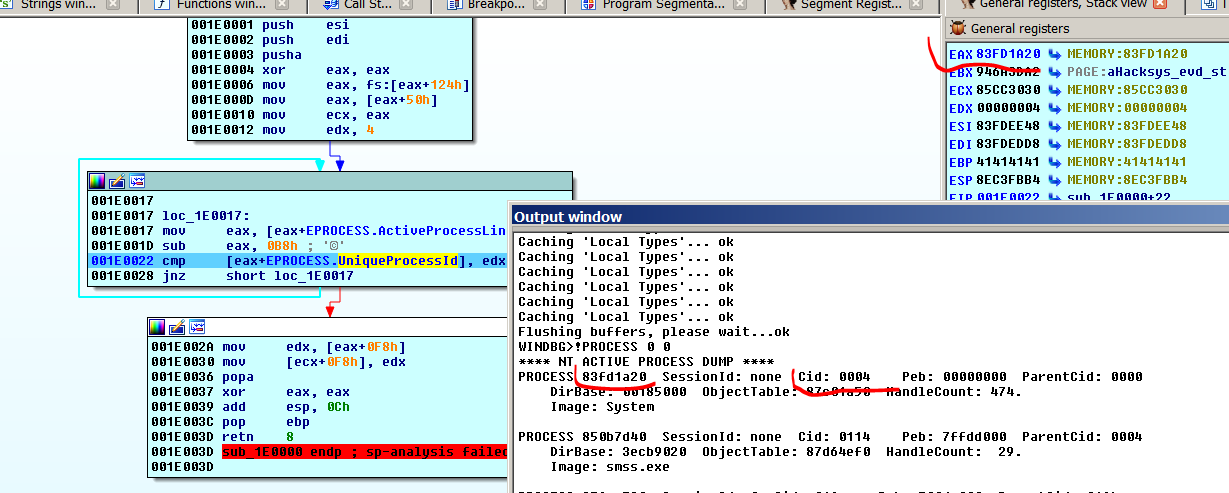 Strings win...
Functions win...
Call St...
Breakpo...
Program Segmenta...
Segment Regist...
General registers, Stack view
General registers
001E0001 push esi
001E0002 push edi
001E0003 pusha
001E0004 xor eax, eax
001E0006 mov eax, fs:[eax+124h]
001E000D mov eax, [eax+50h]
001E0010 mov ecx, eax
001E0012 mov edx, 4
001E0017
001E0017 loc_1E0017:
001E0017 mov eax, [eax+EPROCESS.ActiveProcessLin
001E001D sub eax, 0B8h ;
001E0022 cmp [eax+EPROCESS.UniqueProcessId], edx
001E0028 jnz short loc_1E0017
001E002A mov edx, [eax+0F8h]
001E0030 mov [ecx+0F8h], edx
001E0036 popa
001E0037 xor eax, eax
001E0039 add esp, 0Ch
001E003C pop ebp
001E003D retn 8
001E003D sub_1E0000 endp ; sp-analysis failed
001E003D
EAX 83FD1A20 MEMORY:83FD1A20
EBX 946A3DA2 PAGE:aHacksys_evd_st
ECX 85CC3030 MEMORY:85CC3030
EDX 00000004 MEMORY:00000004
ESI 83FDEE48 MEMORY:83FDEE48
EDI 83FDEDD8 MEMORY:83FDEDD8
EBP 41414141 MEMORY:41414141
ESP 8EC3FBB4 MEMORY:8EC3FBB4
EIP 001E0022 sub_1E0000+22
Output window
Caching 'Local Types'... ok
Caching 'Local Types'... ok
Caching 'Local Types'... ok
Caching 'Local Types'... ok
Caching 'Local Types'... ok
Caching 'Local Types'... ok
Flushing buffers, please wait...ok
WINDBG>!PROCESS 0 0
**** NT ACTIVE PROCESS DUMP ****
PROCESS 83fd1a20 SessionId: none Cid: 0004 Peb: 00000000 ParentCid: 0000
DirBase: 00185000 ObjectTable: 87e01a50 HandleCount: 474.
Image: System
PROCESS 850b7d40 SessionId: none Cid: 0114 Peb: 7ffdd000 ParentCid: 0004
DirBase: 3ecb9020 ObjectTable: 87d64ef0 HandleCount: 29.
Image: smss.exe